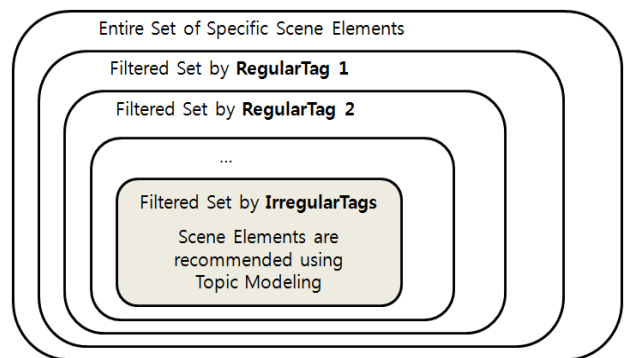 Entire Set of Specific Scene Elements
Filtered Set by RegularTag 1
Filtered Set by RegularTag 2
...
Filtered Set by IrregularTags
Scene Elements are
recommended using
Topic Modeling